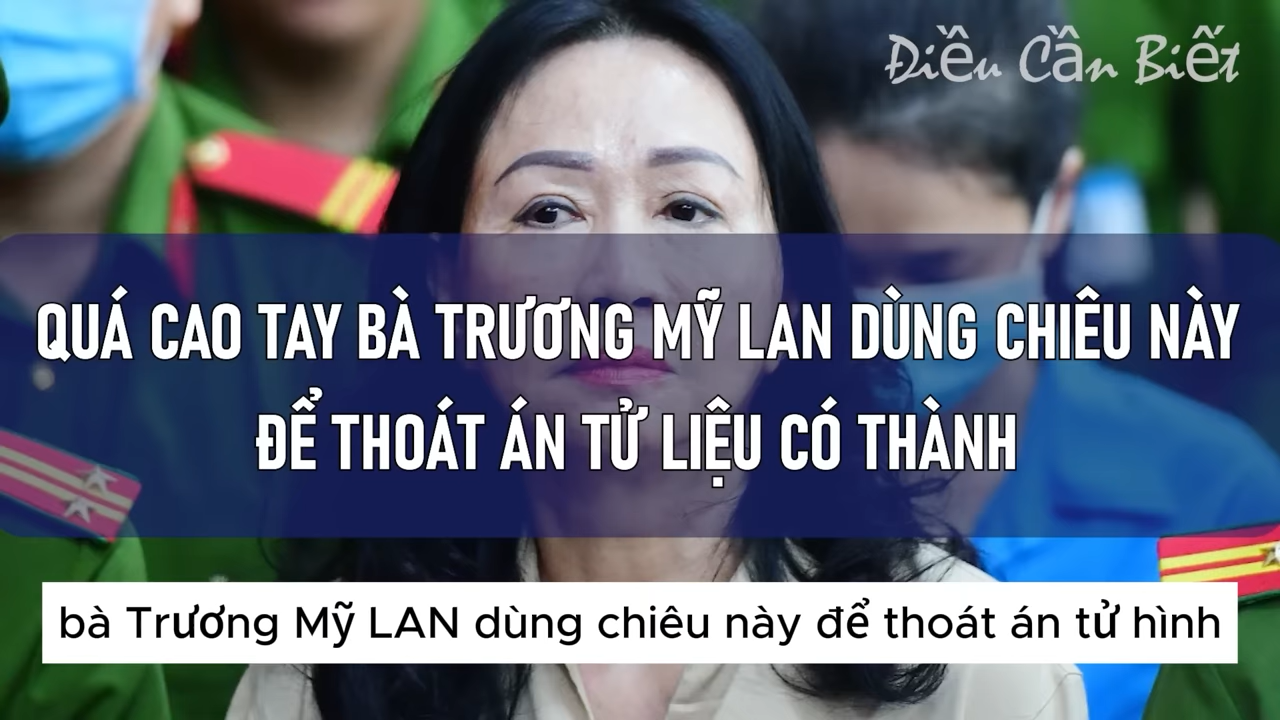 Điều Cần Biết
QUÁ CAO TAY BÀ TRƯƠNG MỸ LAN DÙNG CHIÊU NÀY
ĐỂ THOÁT ÁN TỬ LIỆU CÓ THÀNH
bà Trương Mỹ LAN dùng chiêu này để thoát án tử hình